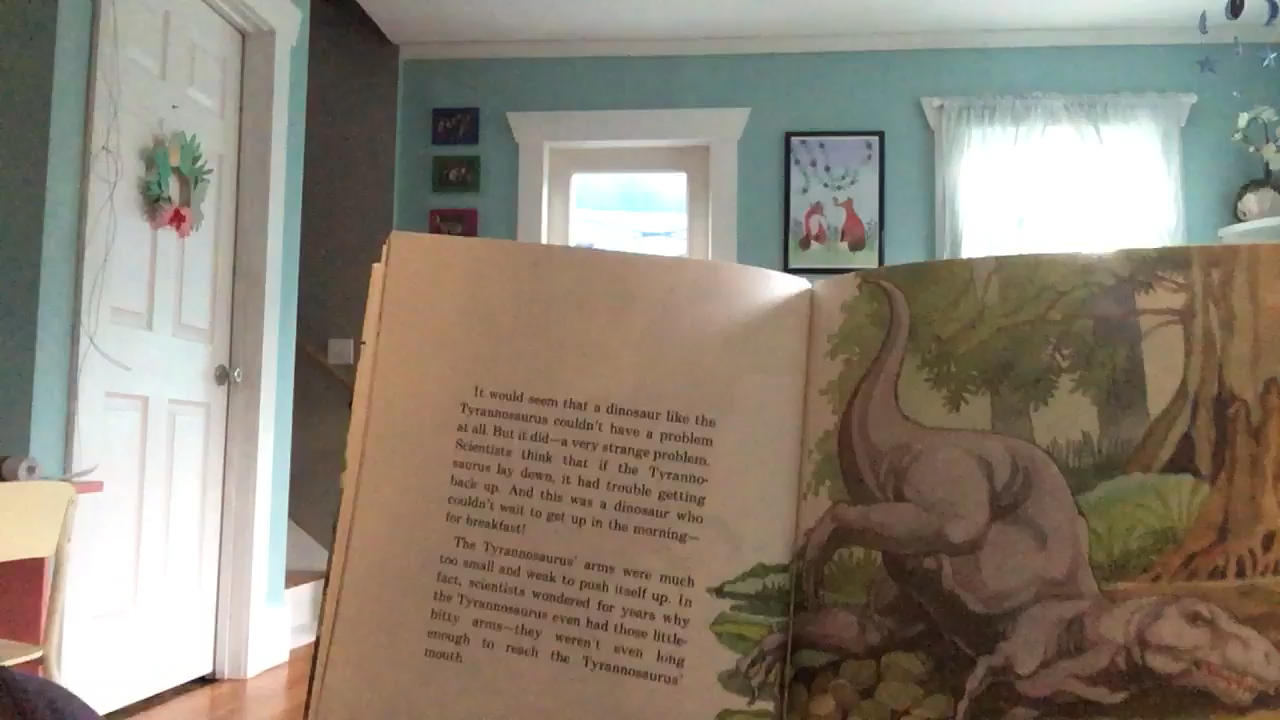 It would seem that a dinosaur like the
Tyrannosaurus couldn't have a problem
at all. But it did—a very strange problem.
Scientists think that if the Tyranno-
saurus lay down, it had trouble getting
back up. And this was a dinosaur who
couldn't wait to get up in the morning—
for breakfast!
The Tyrannosaurus' arms were much
too small and weak to push itself up. In
fact, scientists wondered for years why
the Tyrannosaurus even had those little-
bitty arms—they weren't even long
enough to reach the Tyrannosaurus'
mouth